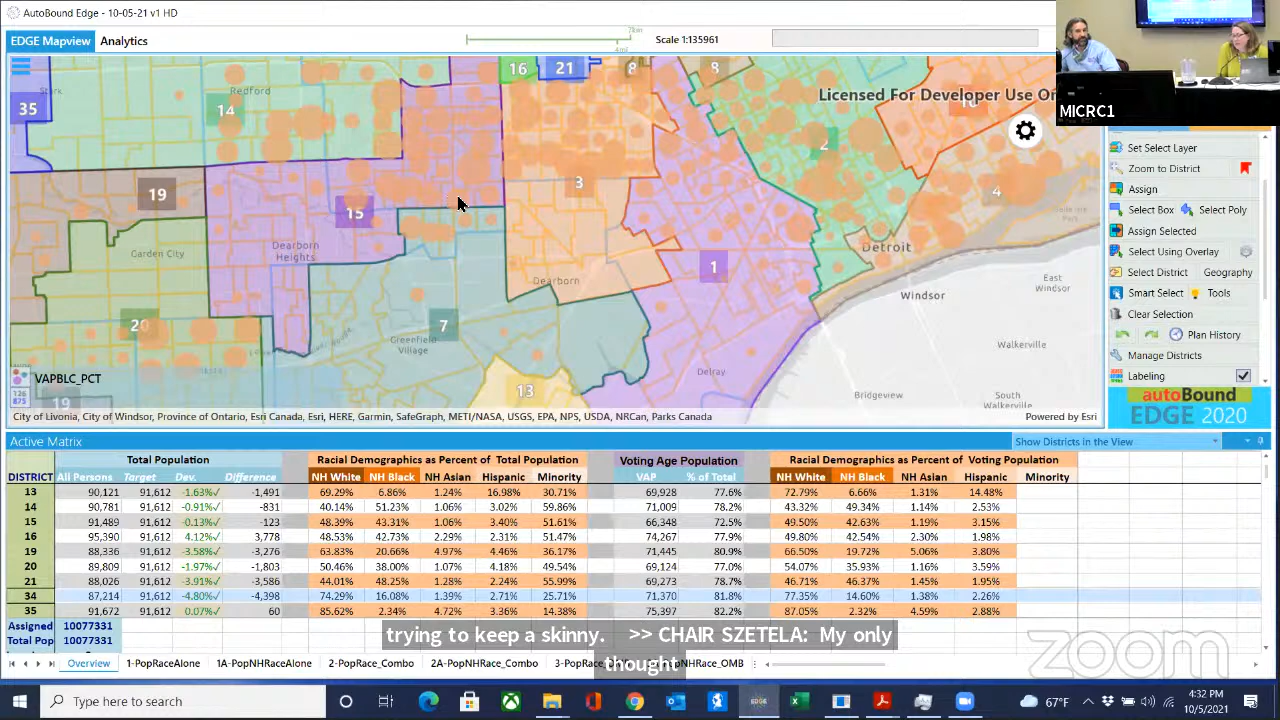 AutoBound Edge - 10-05-21 v1 HD
EDGE Mapview Analytics
Scale 1:135961
Licensed For Developer Use On
MICRC1
35 14 Redford 16 21 8 8 2
19 15 3 4
Garden City Dearborn Heights Dearborn 1 Detroit
Windsor East Windsor
20 7 Greenfield Village
Delray Walkerville
13
VAPBLC_PCT
19 Bridgeview South Walkerville
City of Livonia, City of Windsor, Province of Ontario, Esri Canada, Esri, HERE, Garmin, SafeGraph, METI/NASA, USGS, EPA, NPS, USDA, NRCan, Parks Canada Powered by Esri
Set Select Layer
Zoom to District
Assign
Select Box Select Poly
Assign Selected
Select Using Overlay
Select District Geography
Smart Select Tools
Clear Selection
Plan History
Manage Districts
Labeling
autoBound
EDGE 2020
Active Matrix Show Districts in the View
Total Population Racial Demographics as Percent of Total Population Voting Age Population Racial Demographics as Percent of Voting Population
DISTRICT All Persons Target Dev. Difference NH White NH Black NH Asian Hispanic Minority VAP % of Total NH White NH Black NH Asian Hispanic Minority
13 90,121 91,612 -1.63%✓ -1,491 69.29% 6.86% 1.24% 16.98% 30.71% 69,928 77.6% 72.79% 6.66% 1.31% 14.48%
14 90,781 91,612 -0.91%✓ -831 40.14% 51.23% 1.06% 3.02% 59.86% 71,009 78.2% 43.32% 49.34% 1.14% 2.53%
15 91,489 91,612 -0.13%✓ -123 48.39% 43.31% 1.06% 3.40% 51.61% 66,348 72.5% 49.50% 42.63% 1.19% 3.15%
16 95,390 91,612 4.12%✓ 3,778 48.53% 42.73% 2.29% 2.31% 51.47% 74,267 77.9% 49.80% 42.54% 2.30% 1.98%
19 88,336 91,612 -3.58%✓ -3,276 63.83% 20.66% 4.97% 4.46% 36.17% 71,445 80.9% 66.50% 19.72% 5.06% 3.80%
20 89,809 91,612 -1.97%✓ -1,803 50.46% 38.00% 1.07% 4.18% 49.54% 69,124 77.0% 54.07% 35.93% 1.16% 3.59%
21 88,026 91,612 -3.91%✓ -3,586 44.01% 48.25% 1.28% 2.24% 55.99% 69,273 78.7% 46.71% 46.37% 1.45% 1.95%
34 87,214 91,612 -4.80%✓ -4,398 74.29% 16.08% 1.39% 2.71% 25.71% 71,370 81.8% 77.35% 14.60% 1.38% 2.26%
35 91,672 91,612 0.07%✓ 60 85.62% 2.34% 4.72% 3.36% 14.38% 75,397 82.2% 87.05% 2.32% 4.59% 2.88%
Assigned 10077331
Total Pop 10077331
trying to keep a skinny. >> CHAIR SZETELA: My only
thought
zoom
Overview 1-PopRaceAlone 1A-PopNHRaceAlone 2-PopRace_Combo 2A-PopNHRace_Combo 3-PopRace
Type here to search
67°F 4:32 PM
10/5/2021